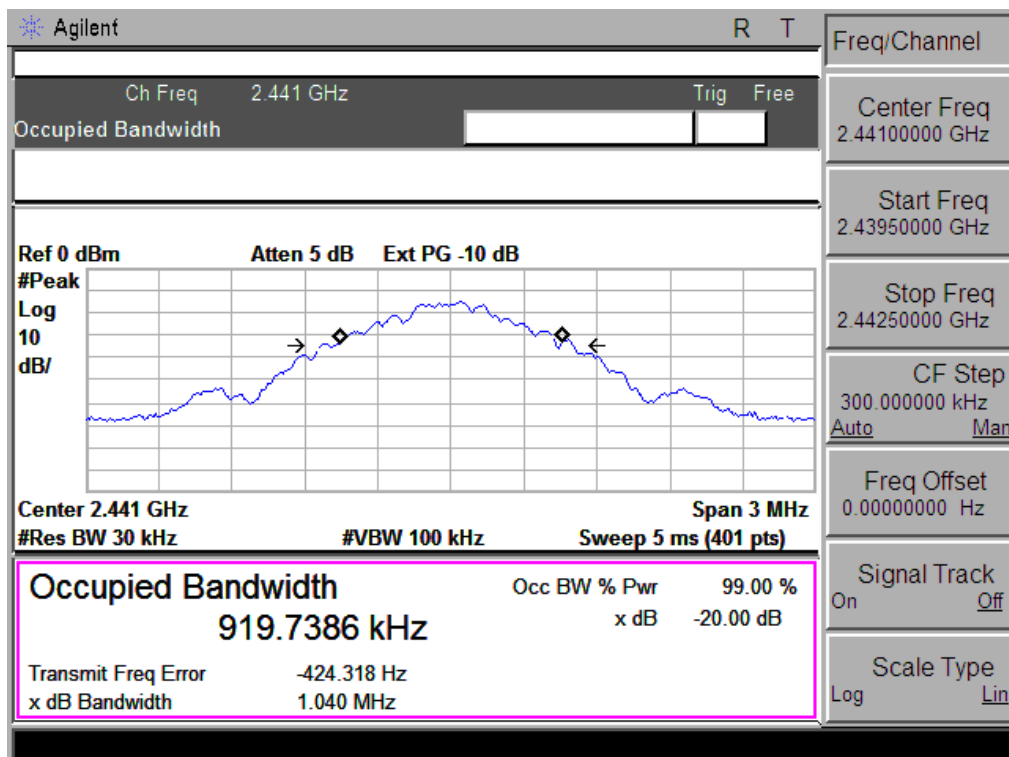 Agilent R T
Ch Freq 2.441 GHz Trig Free
Occupied Bandwidth
Ref 0 dBm Atten 5 dB Ext PG -10 dB
#Peak
Log
10
dB/
Center 2.441 GHz Span 3 MHz
#Res BW 30 kHz #VBW 100 kHz Sweep 5 ms (401 pts)
Occupied Bandwidth Occ BW % Pwr 99.00 %
919.7386 kHz x dB -20.00 dB
Transmit Freq Error -424.318 Hz
x dB Bandwidth 1.040 MHz
Freq/Channel
Center Freq
2.44100000 GHz
Start Freq
2.43950000 GHz
Stop Freq
2.44250000 GHz
CF Step
300.000000 kHz
Auto Man
Freq Offset
0.00000000 Hz
Signal Track
On Off
Scale Type
Log Lin